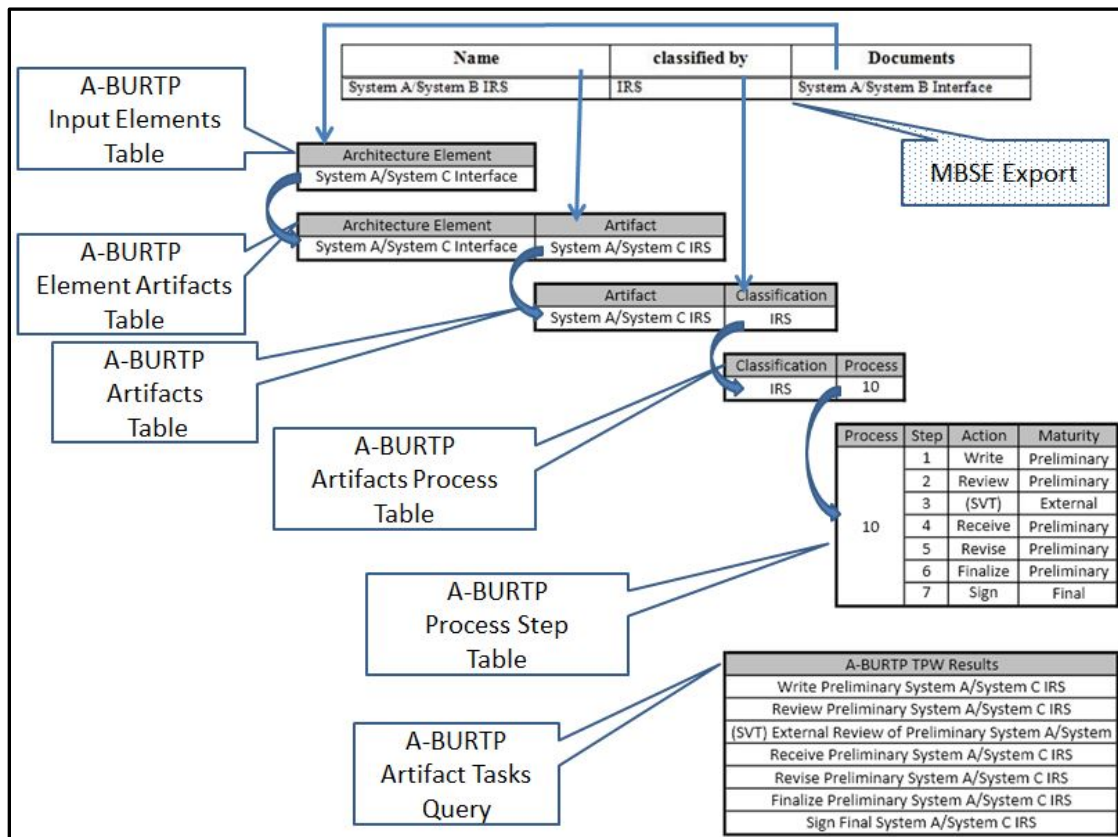 Name classified by Documents
System A/System B IRS IRS System A/System B Interface
A-BURTP
Input Elements
Table
MBSE Export
Architecture Element
System A/System C Interface
Architecture Element Artifact
System A/System C Interface System A/System C IRS
A-BURTP
Element Artifacts
Table
Artifact Classification
System A/System C IRS IRS
A-BURTP
Artifacts
Table
Classification Process
IRS 10
A-BURTP
Artifacts Process
Table
Process Step Action Maturity
1 Write Preliminary
2 Review Preliminary
3 (SVT) External
10 4 Receive Preliminary
5 Revise Preliminary
6 Finalize Preliminary
7 Sign Final
A-BURTP
Process Step
Table
A-BURTP TPW Results
Write Preliminary System A/System C IRS
Review Preliminary System A/System C IRS
(SVT) External Review of Preliminary System A/System
Receive Preliminary System A/System C IRS
Revise Preliminary System A/System C IRS
Finalize Preliminary System A/System C IRS
Sign Final System A/System C IRS
A-BURTP
Artifact Tasks
Query